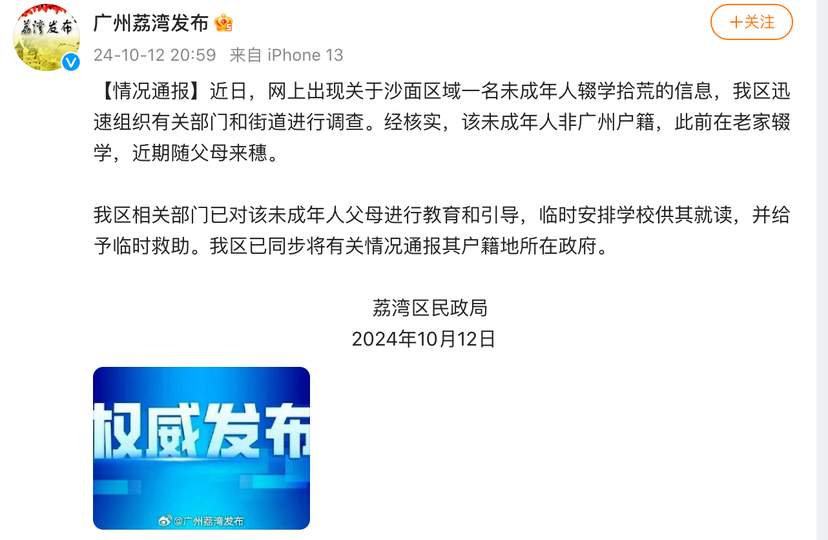 荔湾发布
广州荔湾发布
24-10-12 20:59 来自 iPhone 13
+关注
【情况通报】近日，网上出现关于沙面区域一名未成年人辍学拾荒的信息，我区迅
速组织有关部门和街道进行调查。经核实，该未成年人非广州户籍，此前在老家辍
学，近期随父母来穗。
我区相关部门已对该未成年人父母进行教育和引导，临时安排学校供其就读，并给
予临时救助。我区已同步将有关情况通报其户籍地所在政府。
荔湾区民政局
2024年10月12日
权威发布
@广州荔湾发布